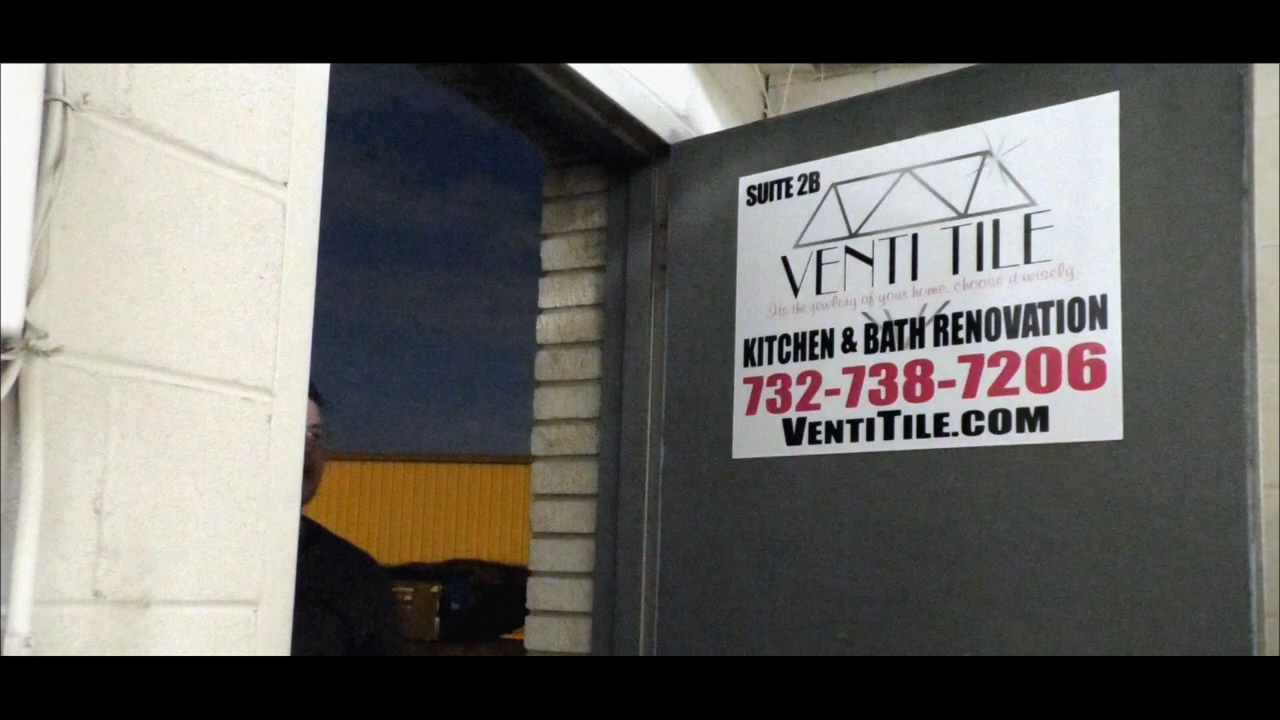 SUITE 2B
VENTI TILE
Its the jewlery of your home, choose it wisely
KITCHEN & BATH RENOVATION
732-738-7206
VENTITILE.COM